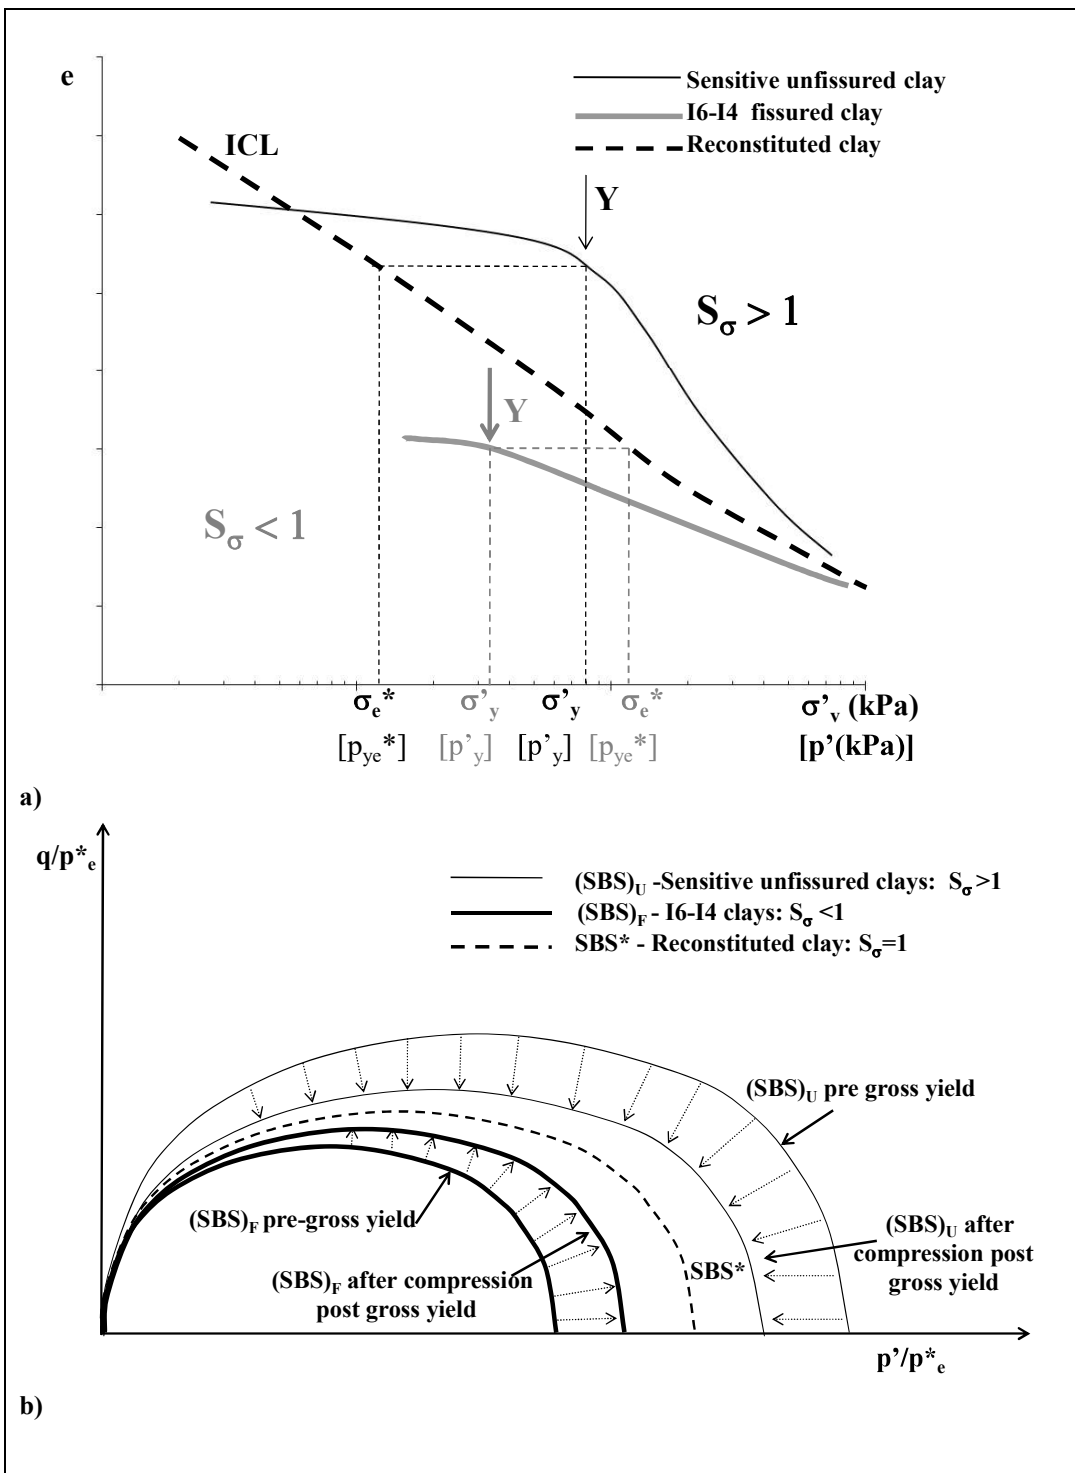 e
Sensitive unfissured clay
I6-I4 fissured clay
Reconstituted clay
ICL
Y
Sσ > 1
Y
Sσ < 1
σe* σ'y σ'y σe* σ'v (kPa)
[pye*] [p'y] [p'y] [pye*] [p'(kPa)]
a)
q/p*e
(SBS)U -Sensitive unfissured clays: Sσ >1
(SBS)F - I6-I4 clays: Sσ <1
SBS* - Reconstituted clay: Sσ=1
(SBS)U pre gross yield
(SBS)F pre-gross yield
(SBS)U after
compression post
gross yield
SBS*
(SBS)F after compression
post gross yield
p'/p*e
b)